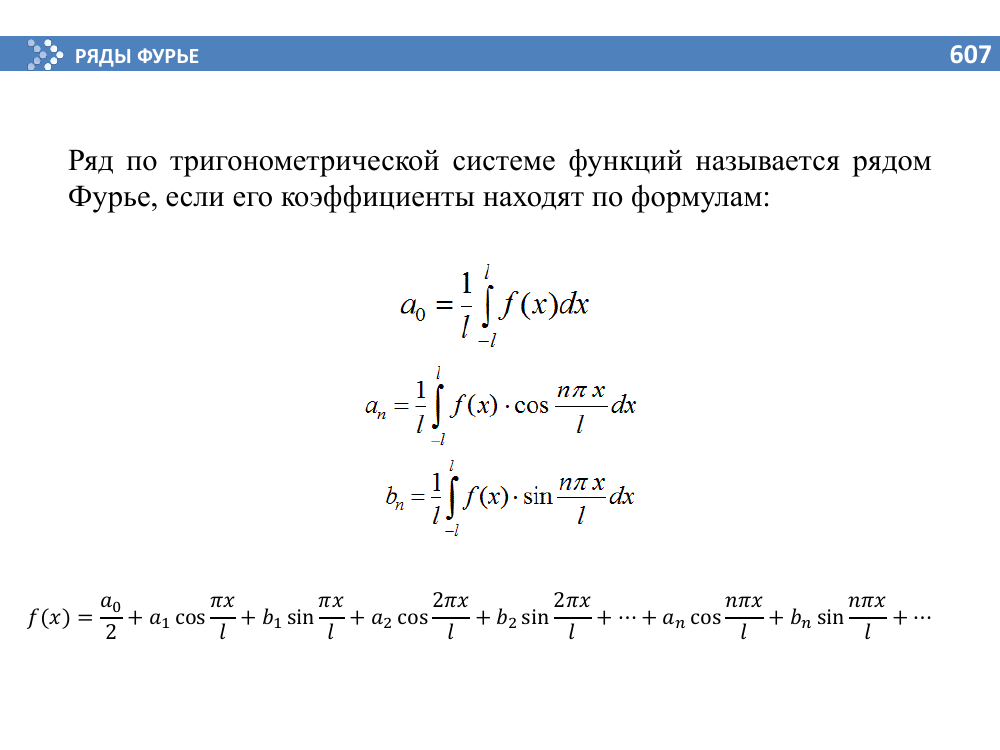 РЯДЫ ФУРЬЕ 607
Ряд по тригонометрической системе функций называется рядом
Фурье, если его коэффициенты находят по формулам:
$a_0 = \frac{1}{l} \int_{-l}^{l} f(x) dx$
$a_n = \frac{1}{l} \int_{-l}^{l} f(x) \cdot \cos \frac{n\pi x}{l} dx$
$b_n = \frac{1}{l} \int_{-l}^{l} f(x) \cdot \sin \frac{n\pi x}{l} dx$
$f(x) = \frac{a_0}{2} + a_1 \cos \frac{\pi x}{l} + b_1 \sin \frac{\pi x}{l} + a_2 \cos \frac{2\pi x}{l} + b_2 \sin \frac{2\pi x}{l} + \cdots + a_n \cos \frac{n\pi x}{l} + b_n \sin \frac{n\pi x}{l} + \cdots$